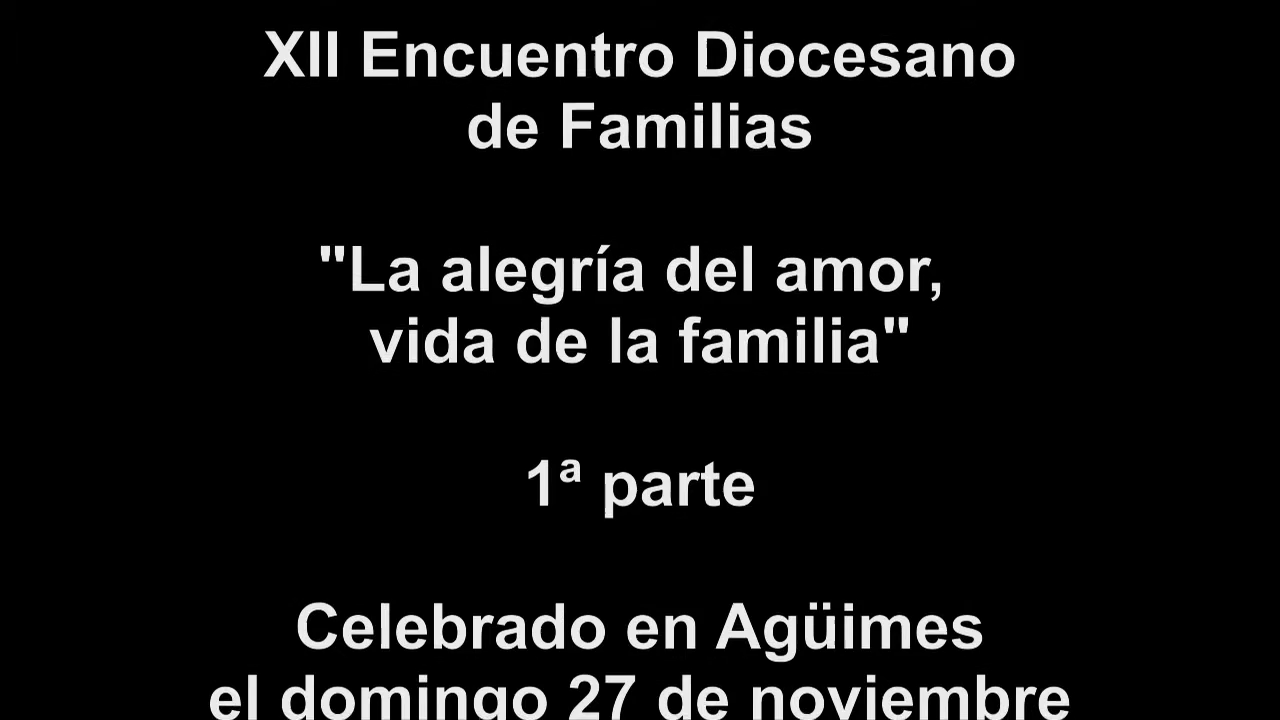 XII Encuentro Diocesano
de Familias
"La alegría del amor,
vida de la familia"
1ª parte
Celebrado en Agüimes
el domingo 27 de noviembre